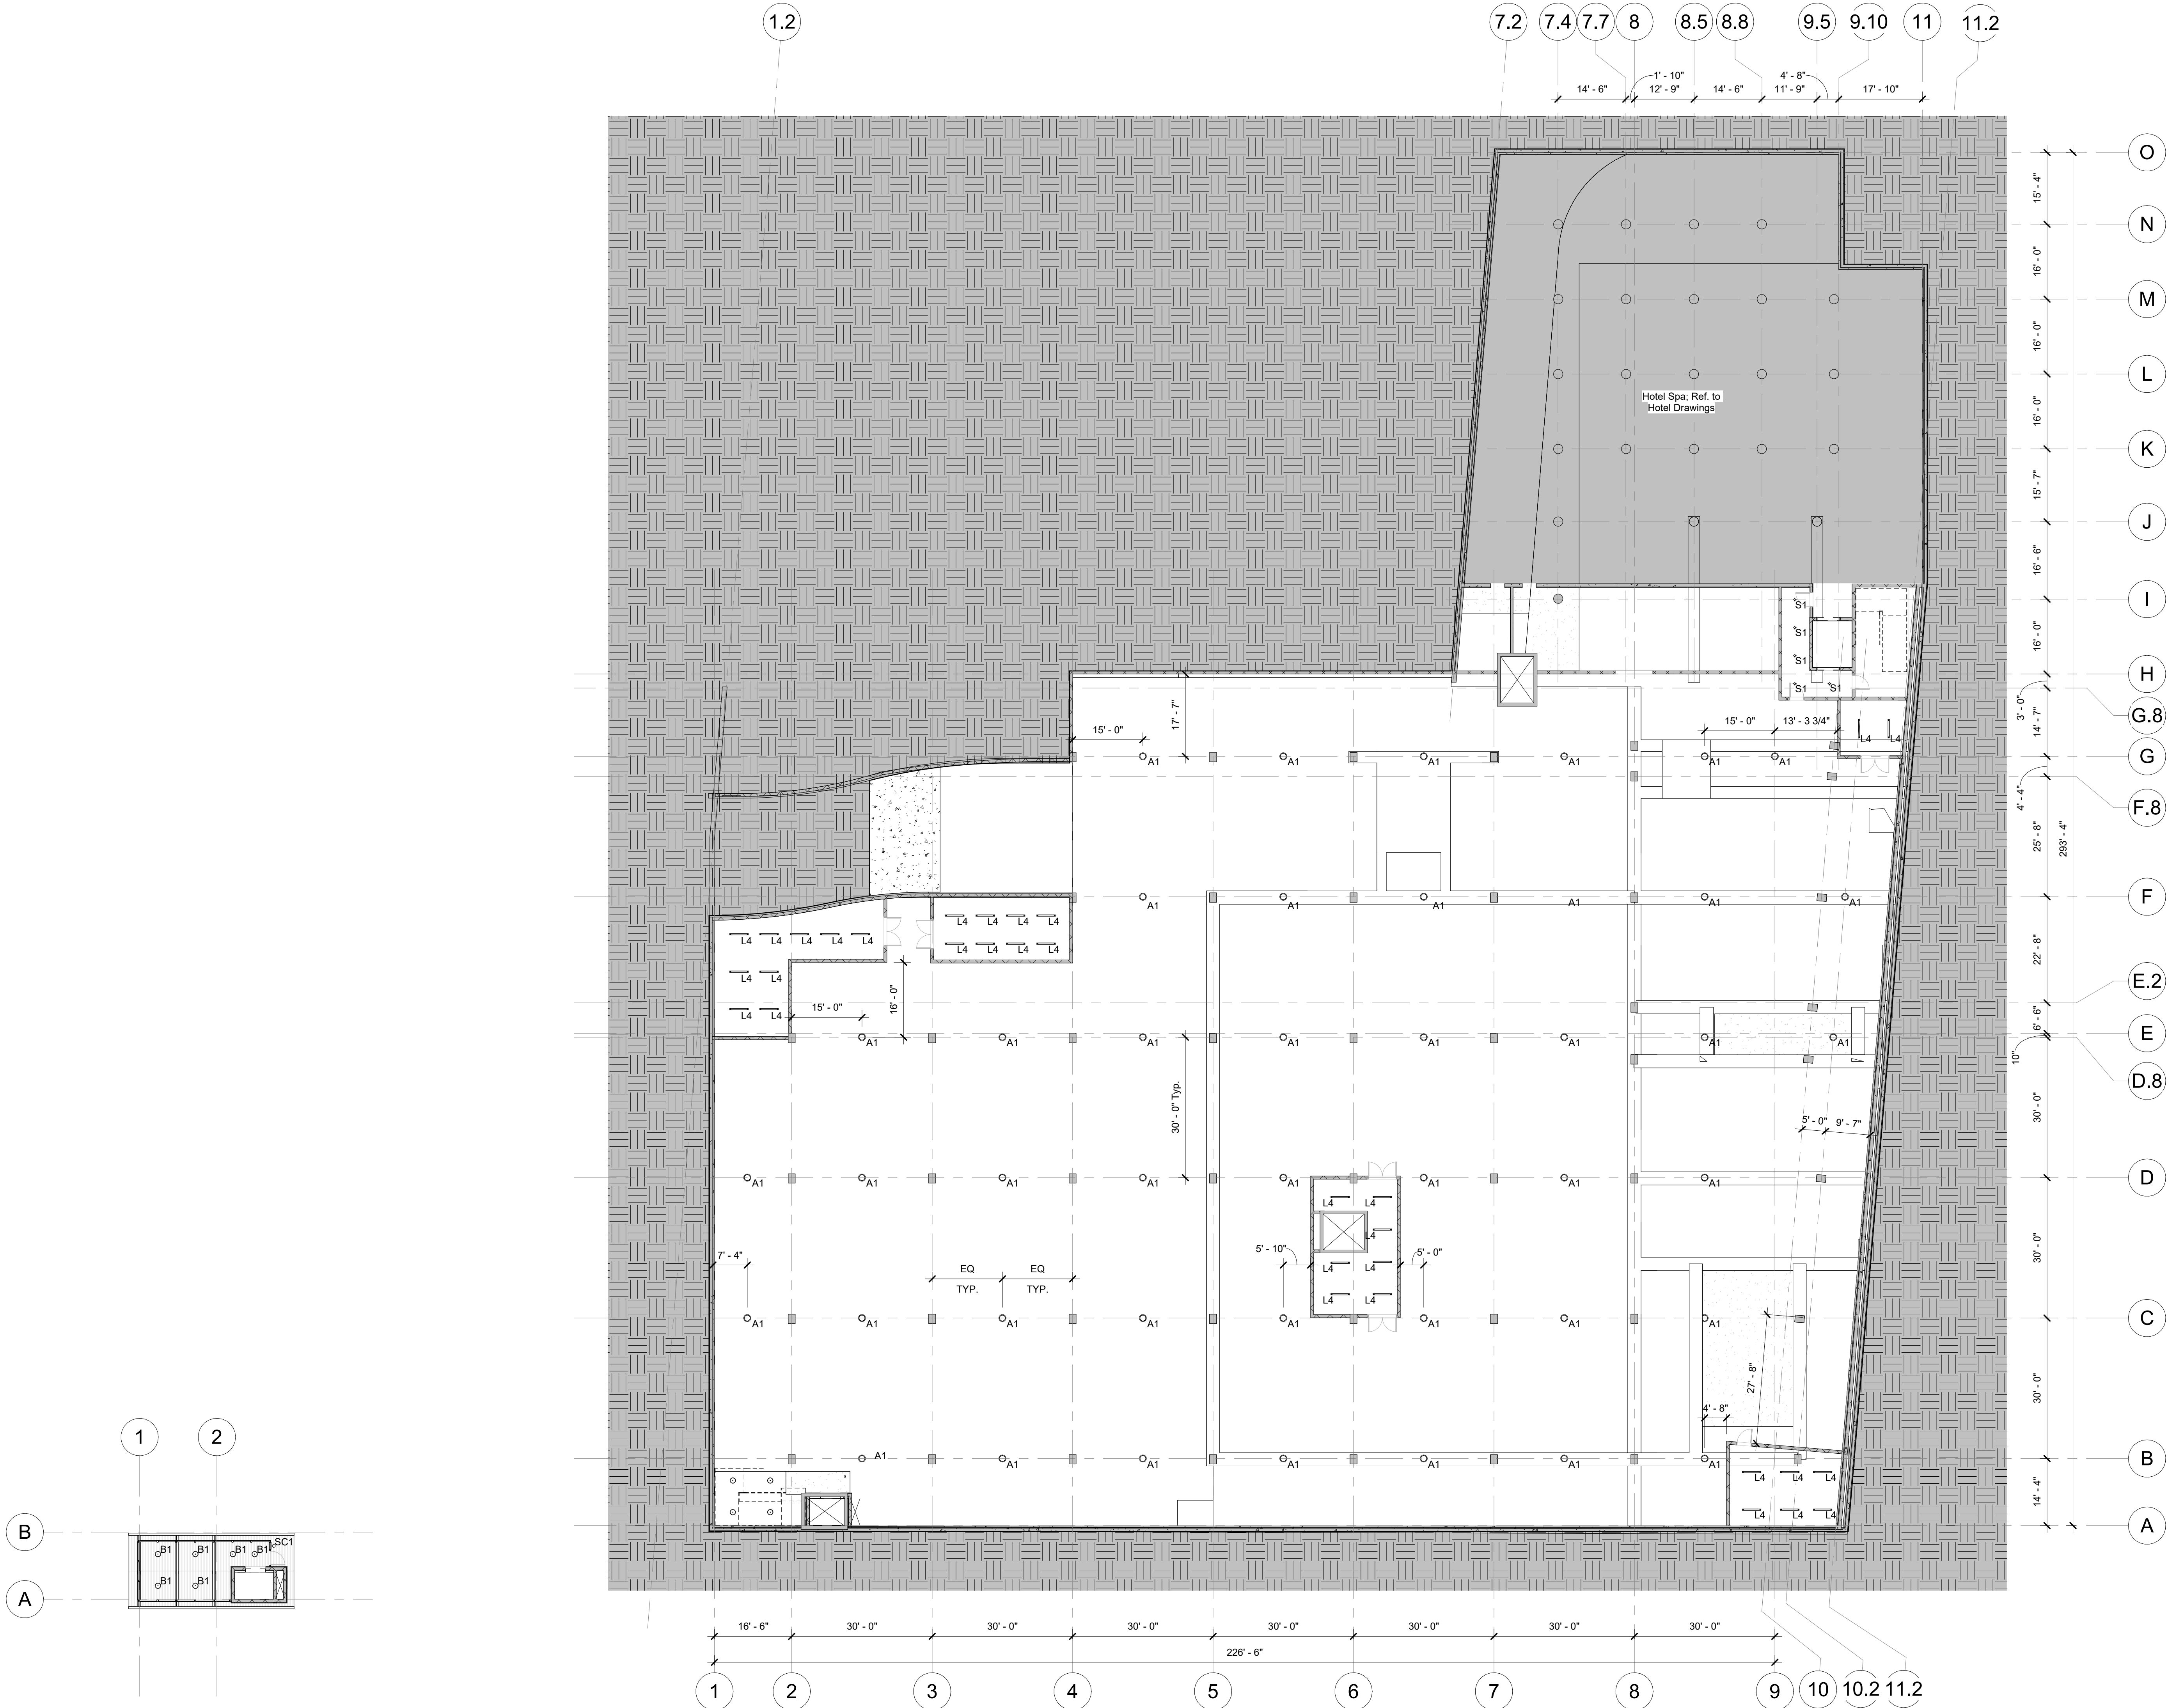 1.2 7.2 7.4 7.7 8 8.5 8.8 9.5 9.10 11 11.2
1' - 10" 4' - 8"
14' - 6" 12' - 9" 14' - 6" 11' - 9" 17' - 10"
O
15' - 4"
N
16' - 0"
M
16' - 0"
L
Hotel Spa; Ref. to
Hotel Drawings
16' - 0"
K
15' - 7"
J
16' - 6"
I
S1
S1
16' - 0"
S1
H
S1 S1
3' - 0"
G.8
17' - 7"
15' - 0" 15' - 0" 13' - 3 3/4"
14' - 7"
L4 L4
G
A1 A1 A1 A1 A1 A1
4' - 4"
F.8
25' - 8"
293' - 4"
F
A1 A1 A1 A1 A1 A1
L4 L4 L4 L4
L4 L4 L4 L4 L4
L4 L4 L4 L4
22' - 8"
L4 L4
E.2
16' - 0"
15' - 0"
L4 L4
6' - 6"
E
A1 A1 A1 A1 A1 A1 A1 A1
10"
D.8
30' - 0" Typ.
30' - 0"
5' - 0" 9' - 7"
D
A1 A1 A1 A1 A1 A1 A1 A1
L4 L4
L4
7' - 4" 5' - 10" 5' - 0"
L4 L4
30' - 0"
EQ EQ
TYP. TYP.
L4 L4
C
A1 A1 A1 A1 A1 A1 A1 A1
27' - 8"
30' - 0"
4' - 8"
B
A1 A1 A1 A1 A1 A1 A1
L4 L4 L4
14' - 4"
L4 L4 L4
A
1 2
B
SC1
B1 B1 B1 B1
B1 B1
A
16' - 6" 30' - 0" 30' - 0" 30' - 0" 30' - 0" 30' - 0" 30' - 0" 30' - 0"
226' - 6"
1 2 3 4 5 6 7 8 9 10 10.2 11.2